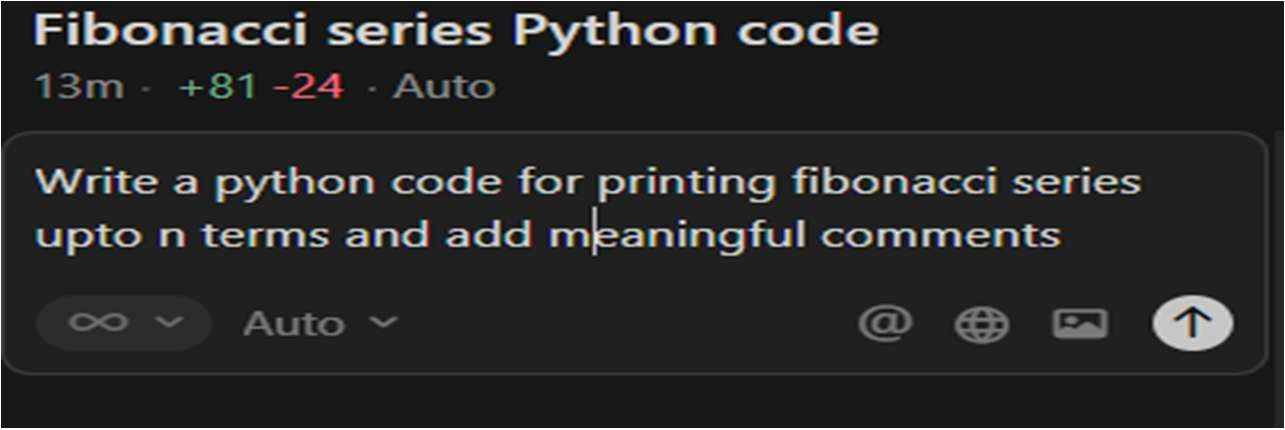 Fibonacci series Python code
13m · +81 -24 · Auto
Write a python code for printing fibonacci series
upto n terms and add meaningful comments
∞ Auto @